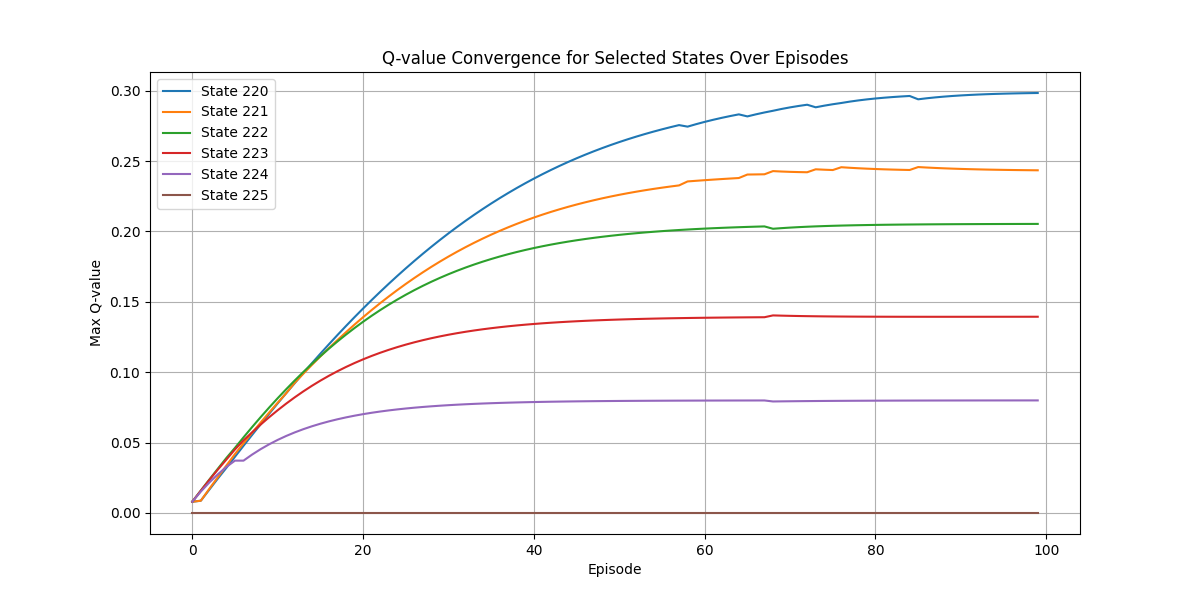 Q-value Convergence for Selected States Over Episodes
0.30
0.25
0.20
0.15
0.10
0.05
0.00
Max Q-value
State 220
State 221
State 222
State 223
State 224
State 225
0
20
40
60
80
100
Episode